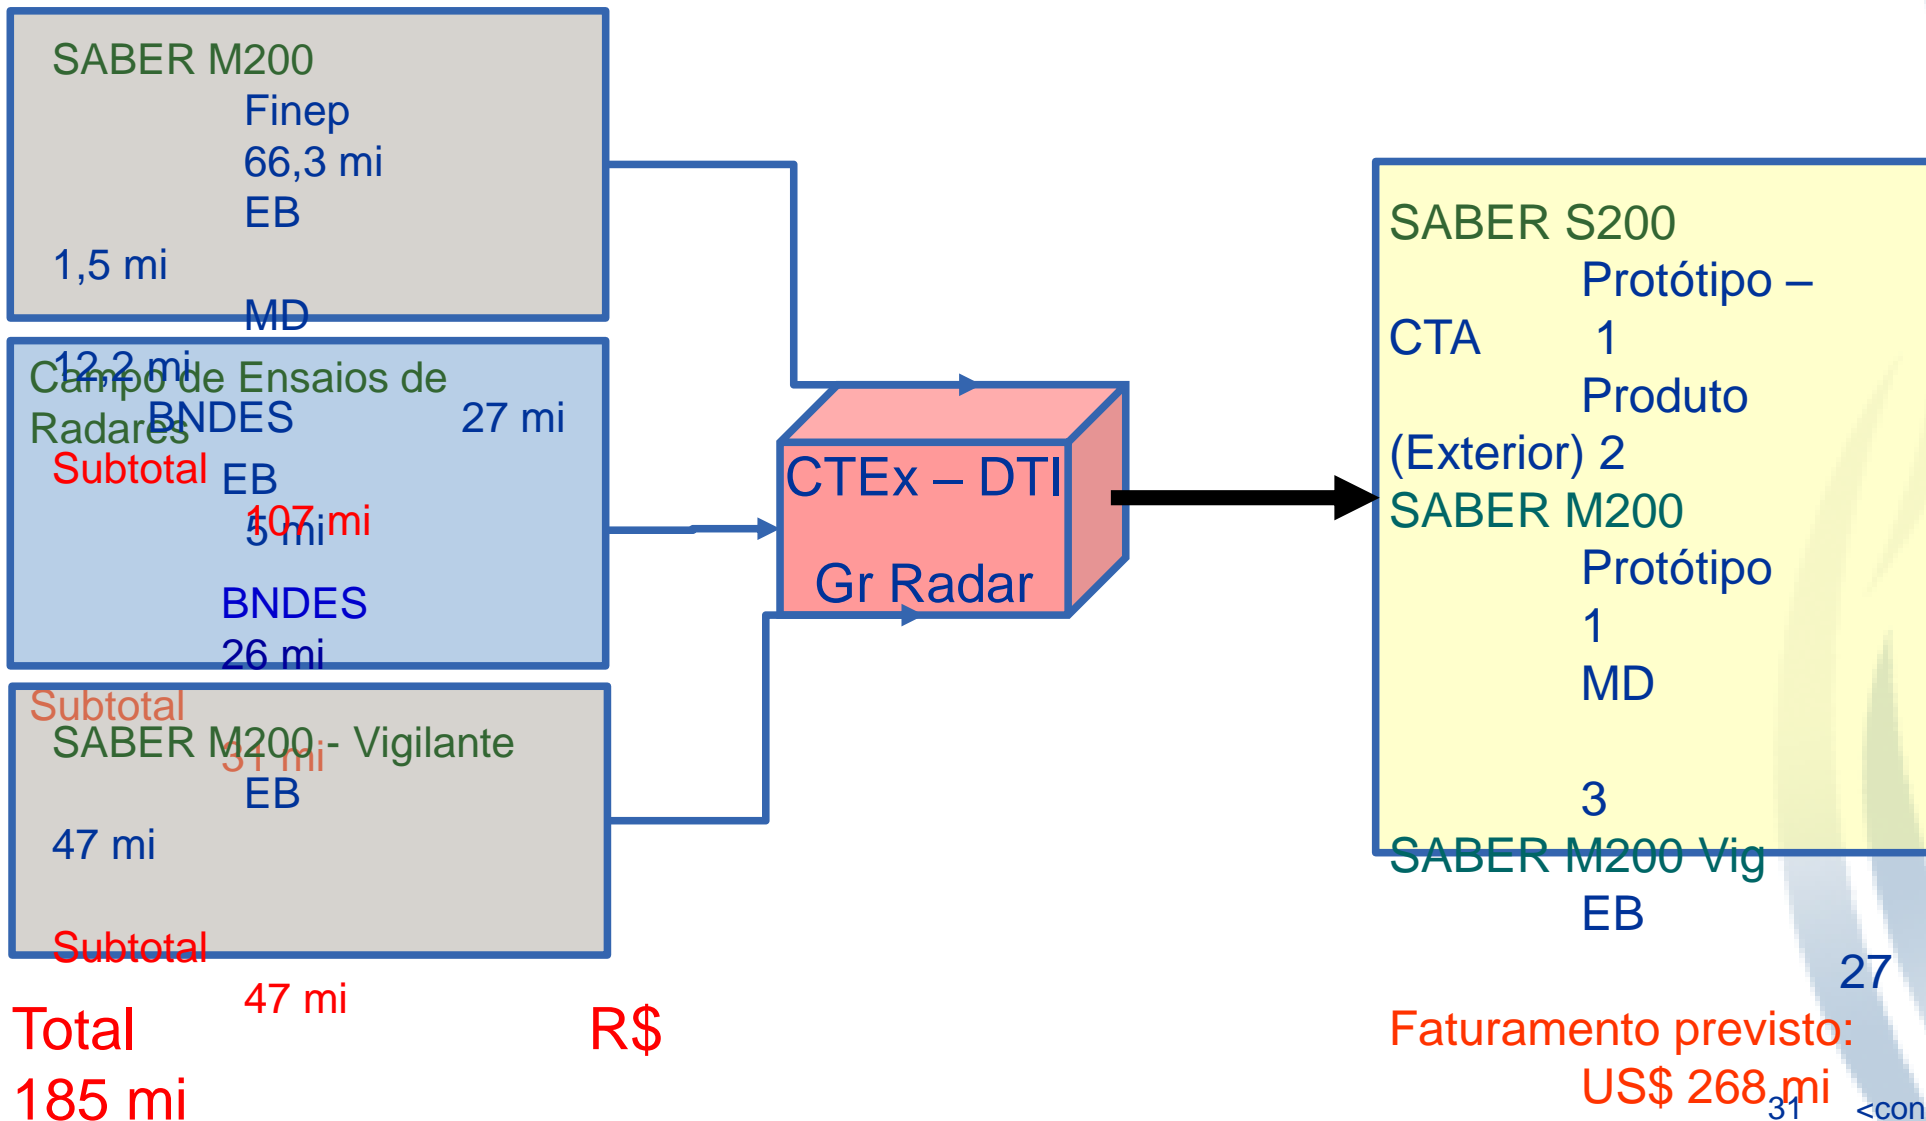 SABER M200
Finep
66,3 mi
EB
1,5 mi
MD
12,2 mi
BNDES 27 mi
Subtotal
107 mi
Campo de Ensaios de
Radares
EB
5 mi
BNDES
26 mi
Subtotal
31 mi
SABER M200 - Vigilante
EB
47 mi
Subtotal
47 mi
Total R$
185 mi
CTEx – DTI
Gr Radar
SABER S200
Protótipo –
CTA 1
Produto
(Exterior) 2
SABER M200
Protótipo
1
MD
3
SABER M200 Vig
EB
27
Faturamento previsto:
US$ 268 mi
31 <con